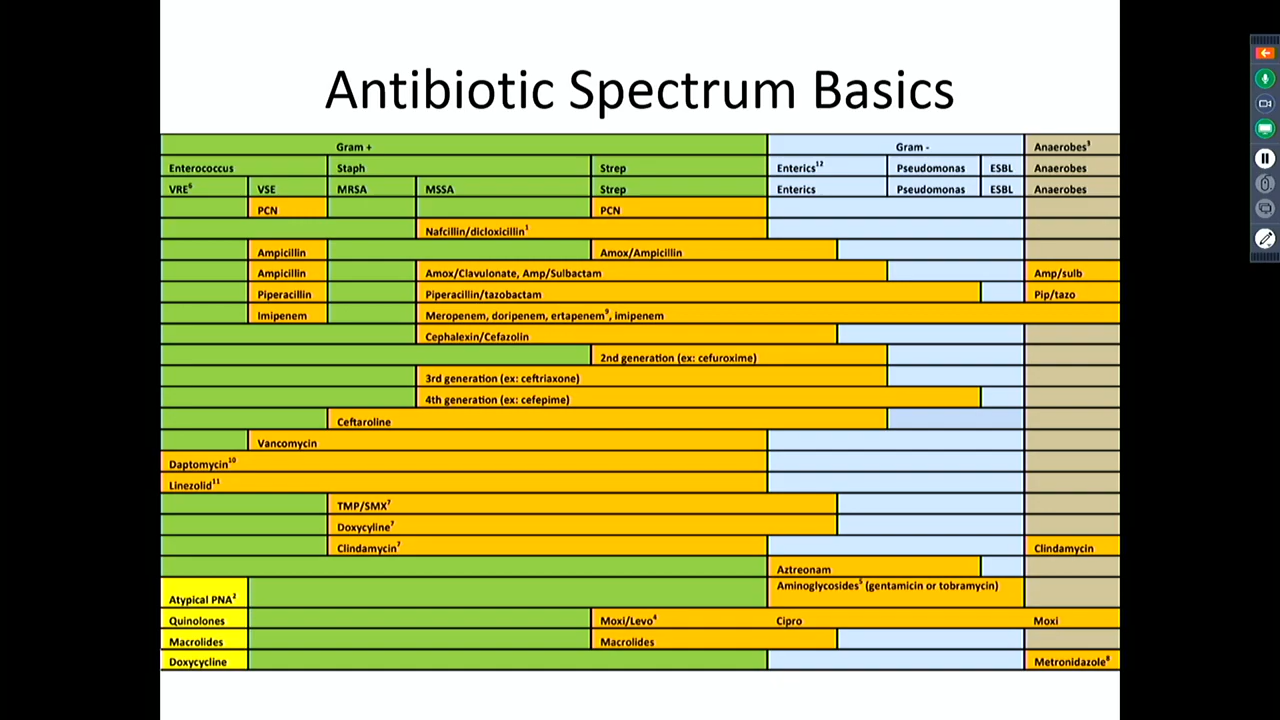 Antibiotic Spectrum Basics
Gram + Gram - Anaerobes³
Enterococcus Staph Strep Enterics¹² Pseudomonas ESBL Anaerobes
VRE⁶ VSE MRSA MSSA Strep Enterics Pseudomonas ESBL Anaerobes
PCN PCN
Nafcillin/dicloxicillin¹
Ampicillin Amox/Ampicillin
Ampicillin Amox/Clavulonate, Amp/Sulbactam Amp/sulb
Piperacillin Piperacillin/tazobactam Pip/tazo
Imipenem Meropenem, doripenem, ertapenem⁹, imipenem
Cephalexin/Cefazolin
2nd generation (ex: cefuroxime)
3rd generation (ex: ceftriaxone)
4th generation (ex: cefepime)
Ceftaroline
Vancomycin
Daptomycin¹⁰
Linezolid¹¹
TMP/SMX⁷
Doxycyline⁷
Clindamycin⁷ Clindamycin
Aztreonam
Atypical PNA² Aminoglycosides⁵ (gentamicin or tobramycin)
Quinolones Moxi/Levo⁴ Cipro Moxi
Macrolides Macrolides
Doxycycline Metronidazole⁸